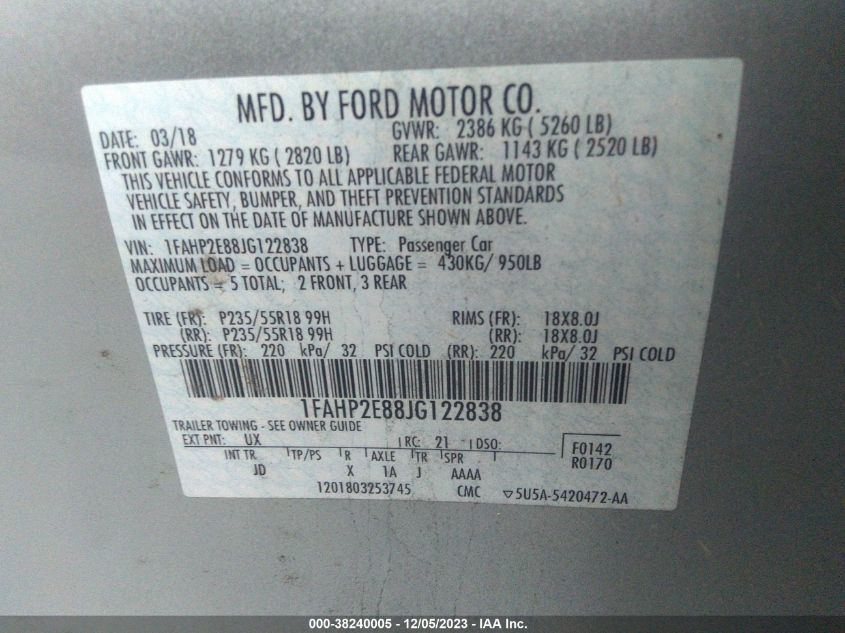 MFD. BY FORD MOTOR CO.
DATE: 03/18 GVWR: 2386 KG ( 5260 LB)
FRONT GAWR: 1279 KG ( 2820 LB) REAR GAWR: 1143 KG ( 2520 LB)
THIS VEHICLE CONFORMS TO ALL APPLICABLE FEDERAL MOTOR
VEHICLE SAFETY, BUMPER, AND THEFT PREVENTION STANDARDS
IN EFFECT ON THE DATE OF MANUFACTURE SHOWN ABOVE.
VIN: 1FAHP2E88JG122838 TYPE: Passenger Car
MAXIMUM LOAD = OCCUPANTS + LUGGAGE = 430KG/ 950LB
OCCUPANTS = 5 TOTAL; 2 FRONT, 3 REAR
TIRE (FR): P235/55R18 99H RIMS (FR): 18X8.0J
(RR): P235/55R18 99H (RR): 18X8.0J
PRESSURE (FR): 220 kPa/ 32 PSI COLD (RR): 220 kPa/ 32 PSI COLD
1FAHP2E88JG122838
TRAILER TOWING - SEE OWNER GUIDE
EXT PNT: UX RC: 21 DSO: F0142
INT TR TP/PS R AXLE TR SPR R0170
JD X 1A J AAAA
1201803253745 CMC ▽5U5A-5420472-AA
000-38240005 - 12/05/2023 - IAA Inc.